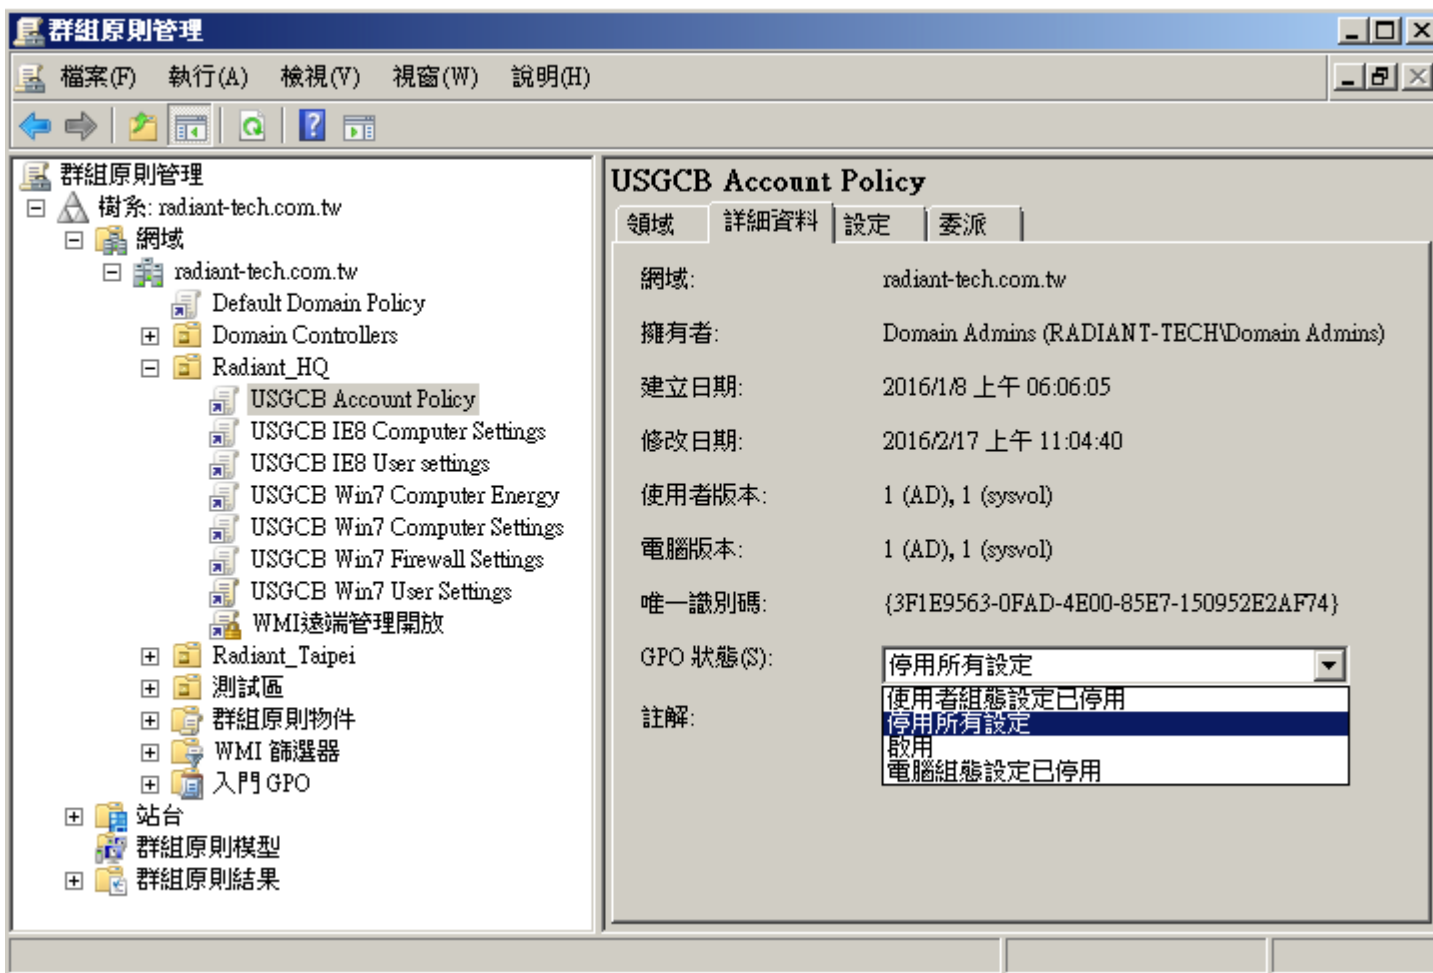 群組原則管理
檔案(F) 執行(A) 檢視(V) 視窗(W) 說明(H)
群組原則管理
樹系: radiant-tech.com.tw
網域
radiant-tech.com.tw
Default Domain Policy
Domain Controllers
Radiant_HQ
USGCB Account Policy
USGCB IE8 Computer Settings
USGCB IE8 User settings
USGCB Win7 Computer Energy
USGCB Win7 Computer Settings
USGCB Win7 Firewall Settings
USGCB Win7 User Settings
WMI遠端管理開放
Radiant_Taipei
測試區
群組原則物件
WMI 篩選器
入門 GPO
站台
群組原則模型
群組原則結果
USGCB Account Policy
領域 詳細資料 設定 委派
網域: radiant-tech.com.tw
擁有者: Domain Admins (RADIANT-TECH\Domain Admins)
建立日期: 2016/1/8 上午 06:06:05
修改日期: 2016/2/17 上午 11:04:40
使用者版本: 1 (AD), 1 (sysvol)
電腦版本: 1 (AD), 1 (sysvol)
唯一識別碼: {3F1E9563-0FAD-4E00-85E7-150952E2AF74}
GPO 狀態(S): 停用所有設定
使用者組態設定已停用
停用所有設定
啟用
電腦組態設定已停用
註解: